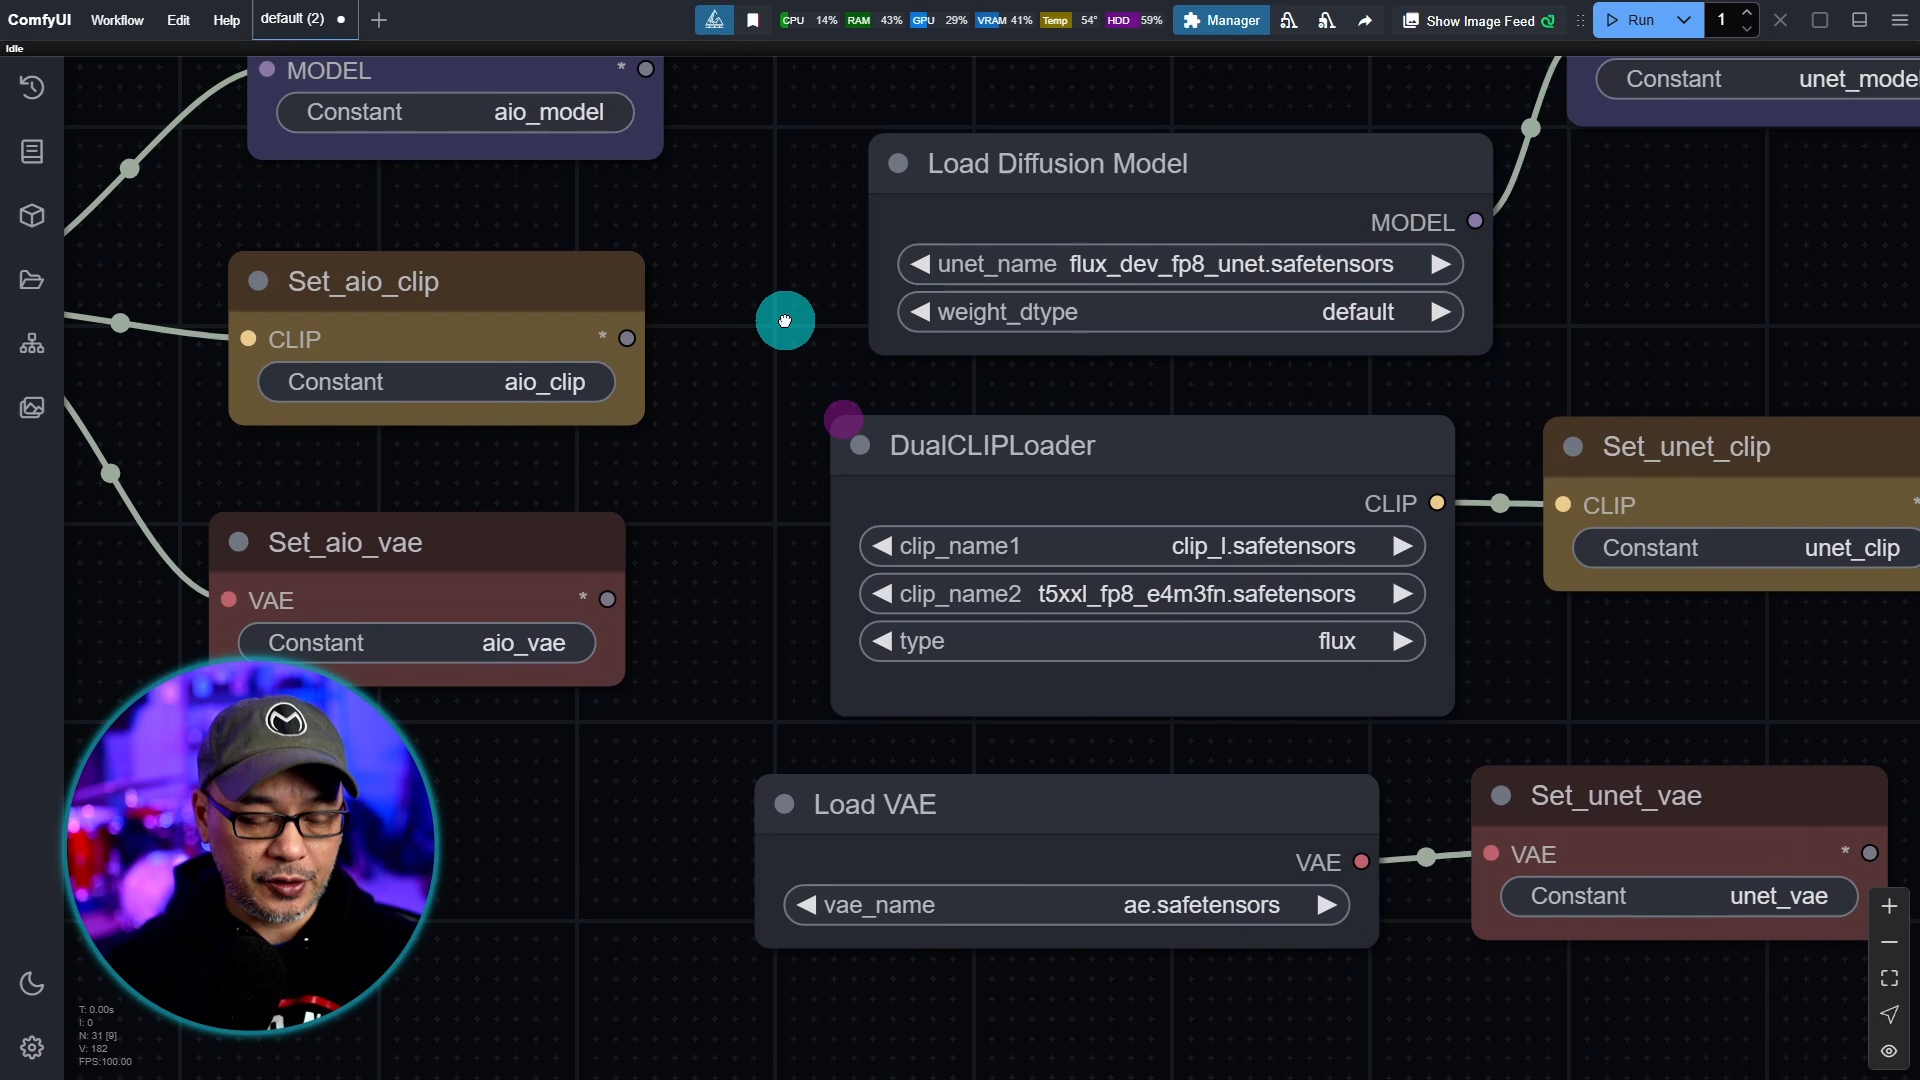 ComfyUI Workflow Edit Help default (2) CPU 14% RAM 43% GPU 29% VRAM 41% Temp 54° HDD 59% Manager Show Image Feed Run 1
Idle
MODEL *
Constant aio_model
Set_aio_clip
CLIP *
Constant aio_clip
Set_aio_vae
VAE *
Constant aio_vae
Load Diffusion Model
MODEL
unet_name flux_dev_fp8_unet.safetensors
weight_dtype default
DualCLIPLoader
CLIP
clip_name1 clip_l.safetensors
clip_name2 t5xxl_fp8_e4m3fn.safetensors
type flux
Load VAE
VAE
vae_name ae.safetensors
Constant unet_model
Set_unet_clip
CLIP *
Constant unet_clip
Set_unet_vae
VAE *
Constant unet_vae
T: 0.00s
I: 0
N: 31 [9]
V: 182
FPS:100.00